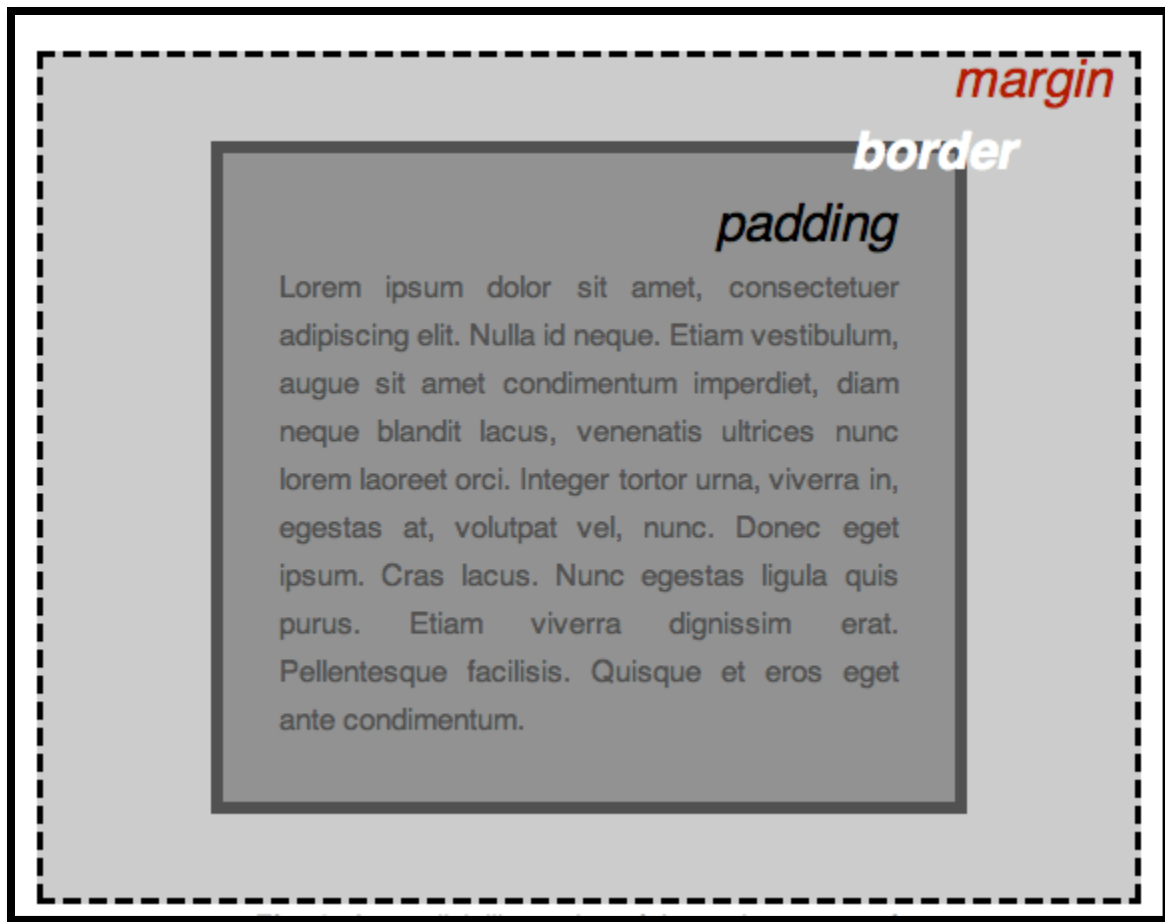 margin
border
padding
Lorem ipsum dolor sit amet, consectetuer
adipiscing elit. Nulla id neque. Etiam vestibulum,
augue sit amet condimentum imperdiet, diam
neque blandit lacus, venenatis ultrices nunc
lorem laoreet orci. Integer tortor urna, viverra in,
egestas at, volutpat vel, nunc. Donec eget
ipsum. Cras lacus. Nunc egestas ligula quis
purus. Etiam viverra dignissim erat.
Pellentesque facilisis. Quisque et eros eget
ante condimentum.